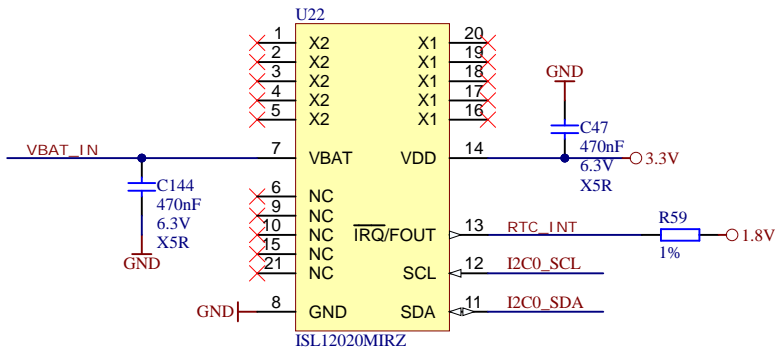 U22
1 X2 X1 20
2 X2 X1 19
3 X2 X1 18
4 X2 X1 17
5 X2 X1 16
GND
C47
470nF
6.3V
X5R
VBAT_IN 7 VBAT VDD 14 3.3V
C144
470nF
6.3V
X5R
GND
6 NC
9 NC
10 NC IRQ/FOUT 13 RTC_INT R59 1.8V
1%
15 NC
21 NC SCL 12 I2C0_SCL
GND 8 GND SDA 11 I2C0_SDA
ISL12020MIRZ